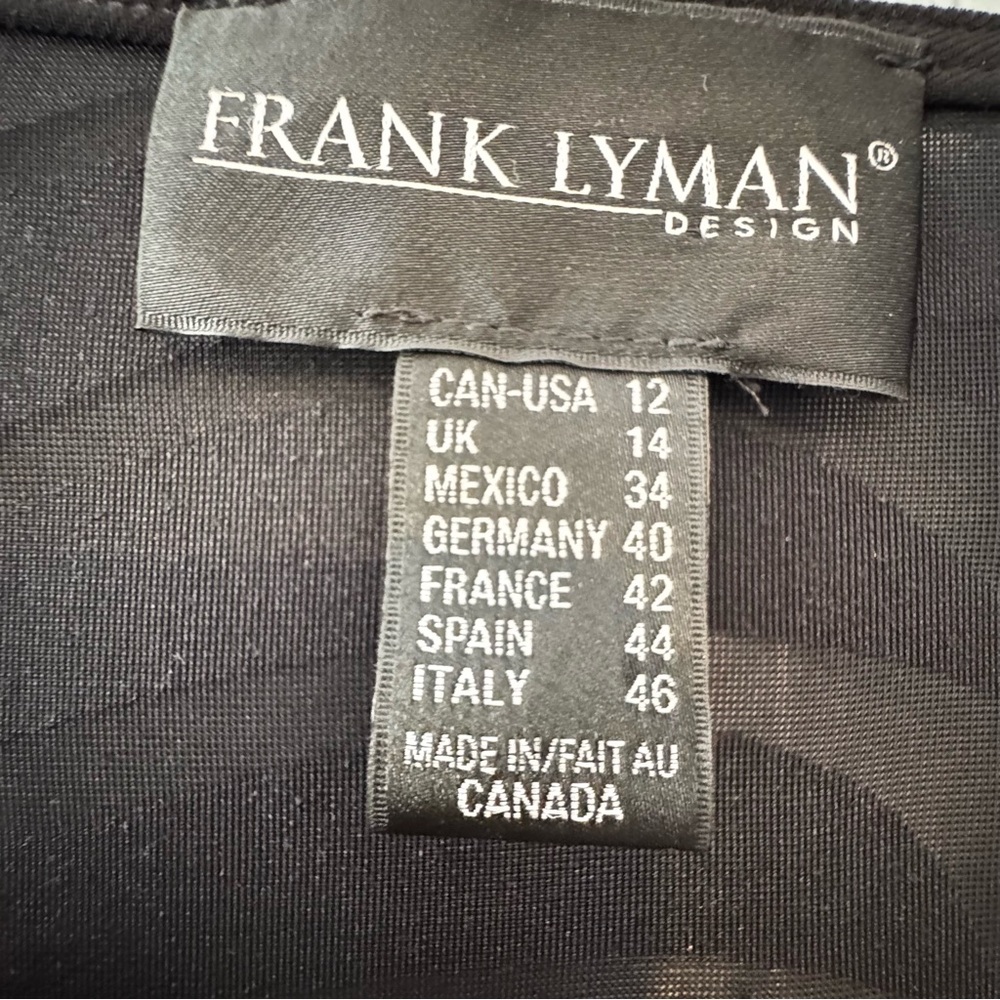 FRANK LYMAN®
DESIGN
CAN-USA 12
UK 14
MEXICO 34
GERMANY 40
FRANCE 42
SPAIN 44
ITALY 46
MADE IN/FAIT AU
CANADA